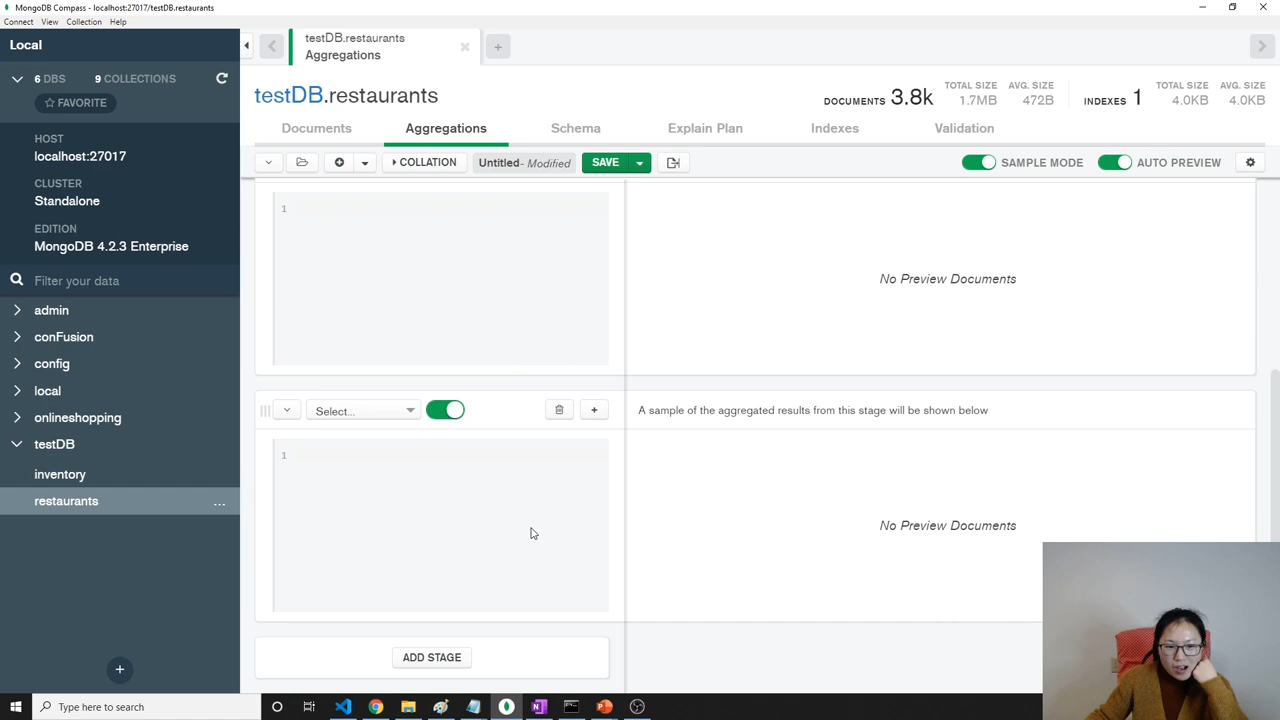 MongoDB Compass - localhost:27017/testDB.restaurants
Connect View Collection Help
Local
6 DBS 9 COLLECTIONS
FAVORITE
HOST
localhost:27017
CLUSTER
Standalone
EDITION
MongoDB 4.2.3 Enterprise
Filter your data
admin
conFusion
config
local
onlineshopping
testDB
inventory
restaurants ...
testDB.restaurants
Aggregations
testDB.restaurants
DOCUMENTS 3.8k
TOTAL SIZE
1.7MB
AVG. SIZE
472B
INDEXES 1
TOTAL SIZE
4.0KB
AVG. SIZE
4.0KB
Documents Aggregations Schema Explain Plan Indexes Validation
COLLATION Untitled- Modified SAVE SAMPLE MODE AUTO PREVIEW
1
No Preview Documents
Select... A sample of the aggregated results from this stage will be shown below
1
No Preview Documents
ADD STAGE
Type here to search